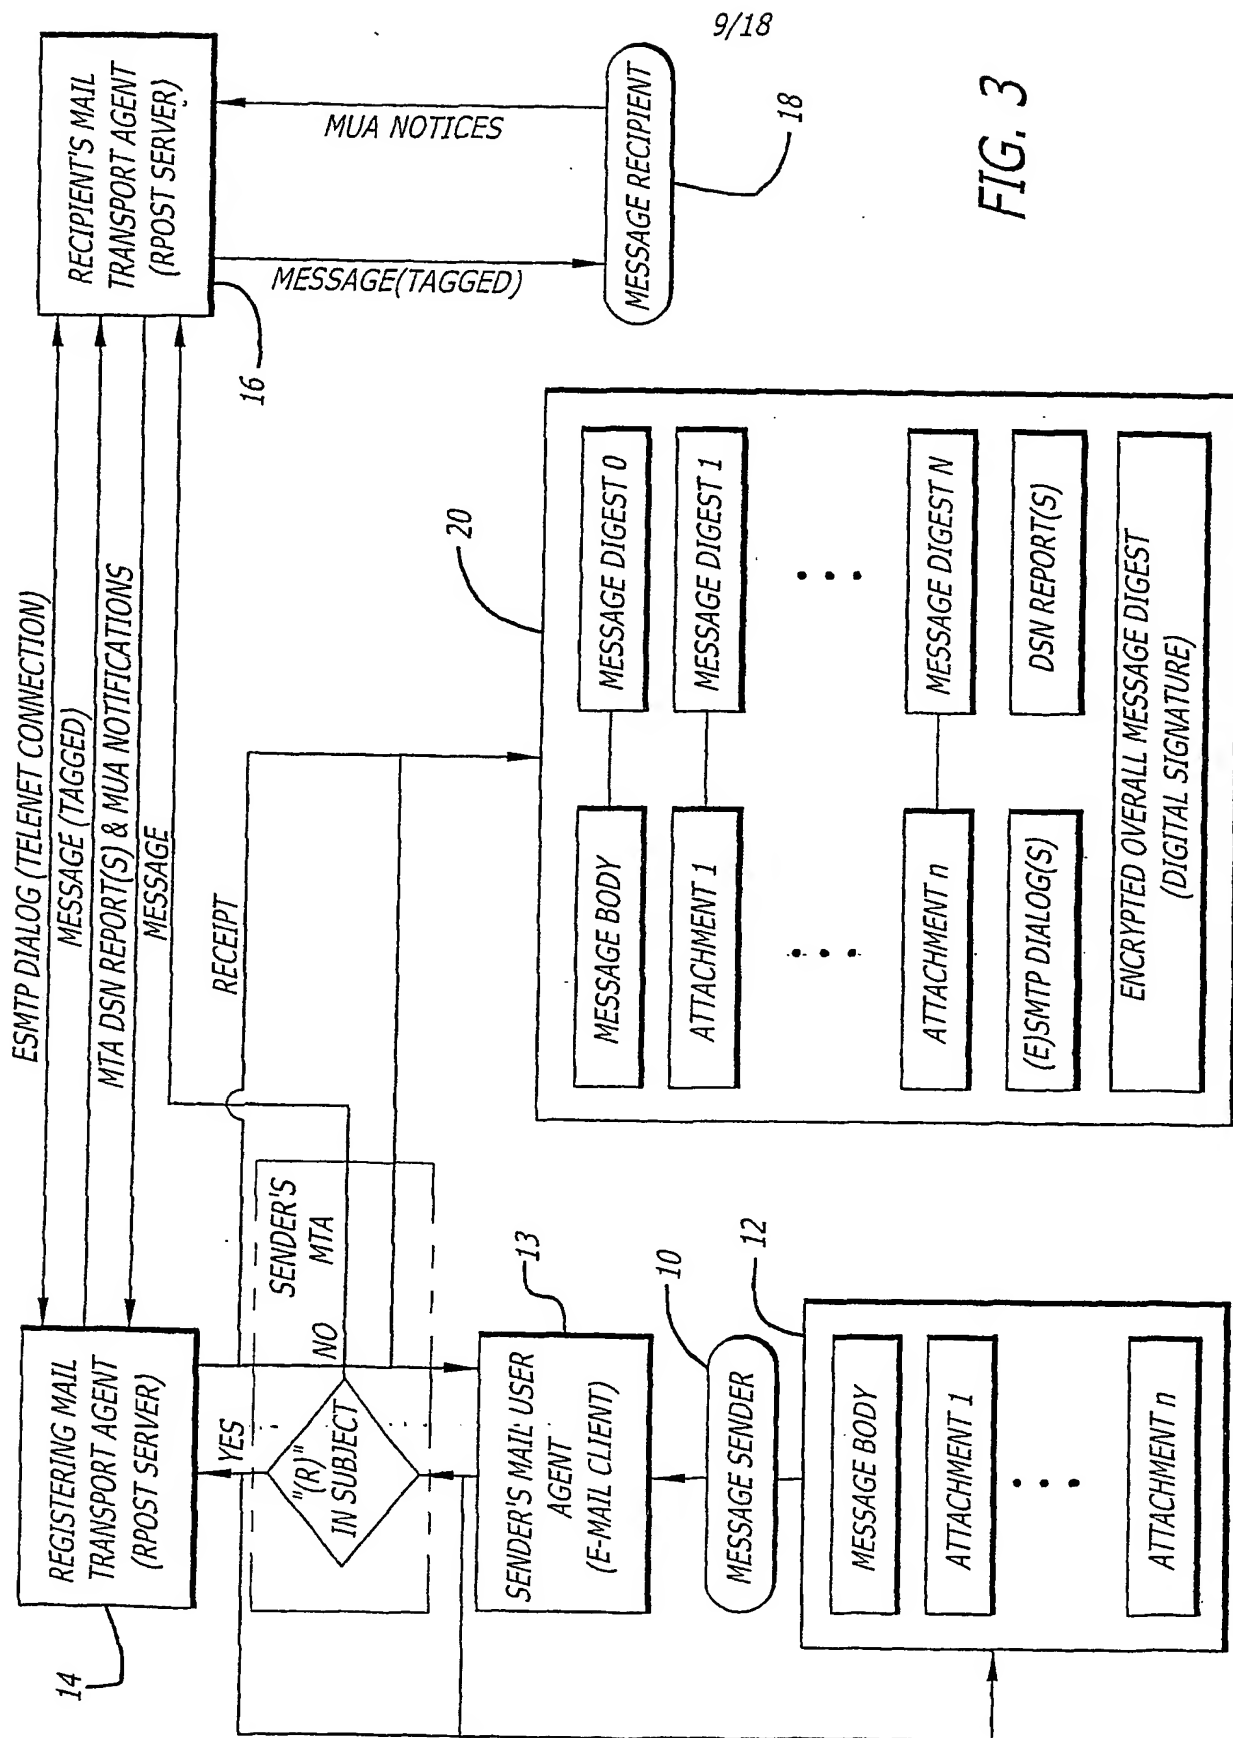 9/18
REGISTERING MAIL
TRANSPORT AGENT
(RPOST SERVER)
14
ESMTP DIALOG (TELENET CONNECTION)
MESSAGE (TAGGED)
MTA DSN REPORT(S) & MUA NOTIFICATIONS
MESSAGE
RECIPIENT'S MAIL
TRANSPORT AGENT
(RPOST SERVER)
16
YES
"(R)"
IN SUBJECT
NO
SENDER'S
MTA
RECEIPT
MESSAGE(TAGGED)
MUA NOTICES
SENDER'S MAIL USER
AGENT
(E-MAIL CLIENT)
13
MESSAGE SENDER
10
MESSAGE RECIPIENT
18
12
MESSAGE BODY
ATTACHMENT 1
ATTACHMENT n
20
MESSAGE BODY
MESSAGE DIGEST 0
ATTACHMENT 1
MESSAGE DIGEST 1
ATTACHMENT n
MESSAGE DIGEST N
(E)SMTP DIALOG(S)
DSN REPORT(S)
ENCRYPTED OVERALL MESSAGE DIGEST
(DIGITAL SIGNATURE)
FIG. 3